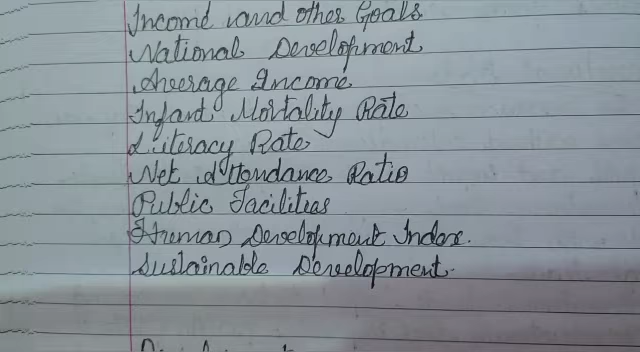 Income and other Goals
National Development
Average Income
Infant Mortality Rate
Literacy Rate
Net Attendance Ratio
Public Facilities
Human Development Index.
Sustainable Development.